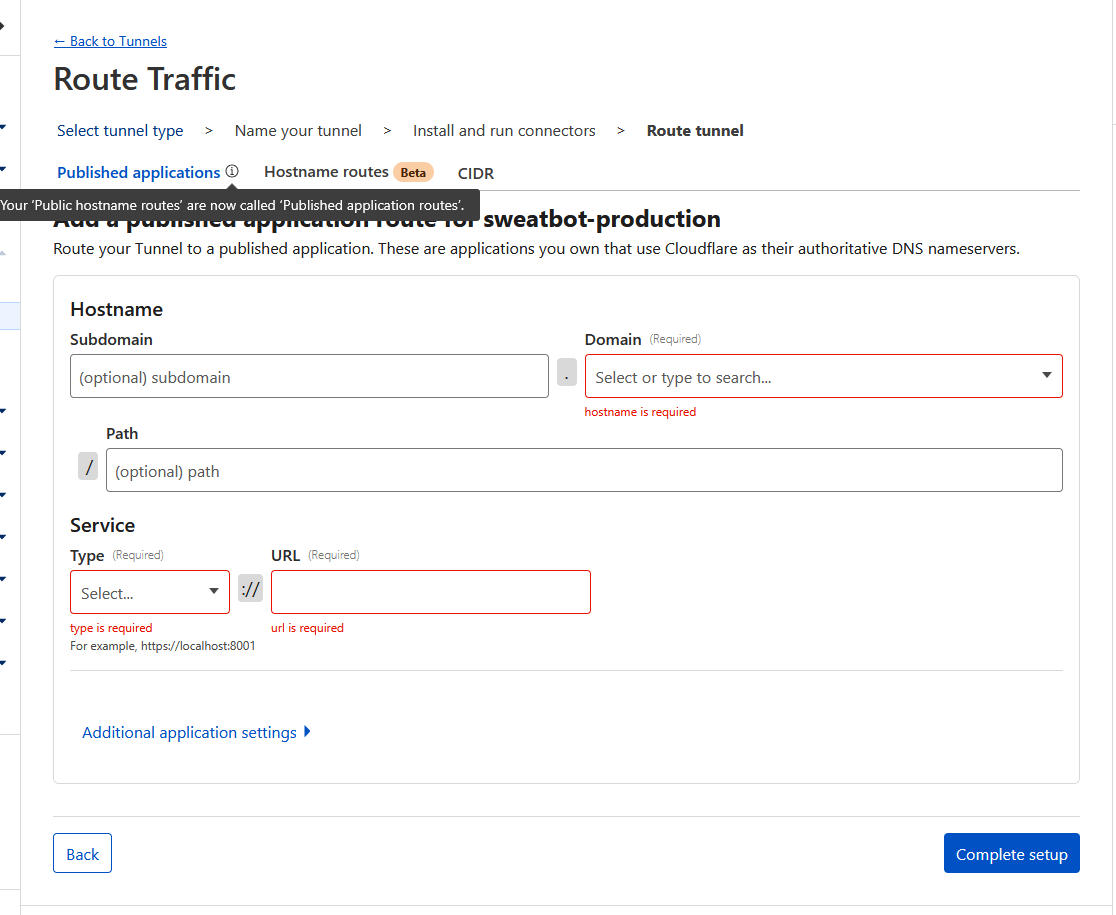 ← Back to Tunnels
Route Traffic
Select tunnel type > Name your tunnel > Install and run connectors > Route tunnel
Published applications Hostname routes Beta CIDR
Your ‘Public hostname routes’ are now called ‘Published application routes’.
Add a published application route for sweatbot-production
Route your Tunnel to a published application. These are applications you own that use Cloudflare as their authoritative DNS nameservers.
Hostname
Subdomain Domain (Required)
(optional) subdomain . Select or type to search...
hostname is required
Path
/ (optional) path
Service
Type (Required) URL (Required)
Select... ://
type is required url is required
For example, https://localhost:8001
Additional application settings
Back Complete setup